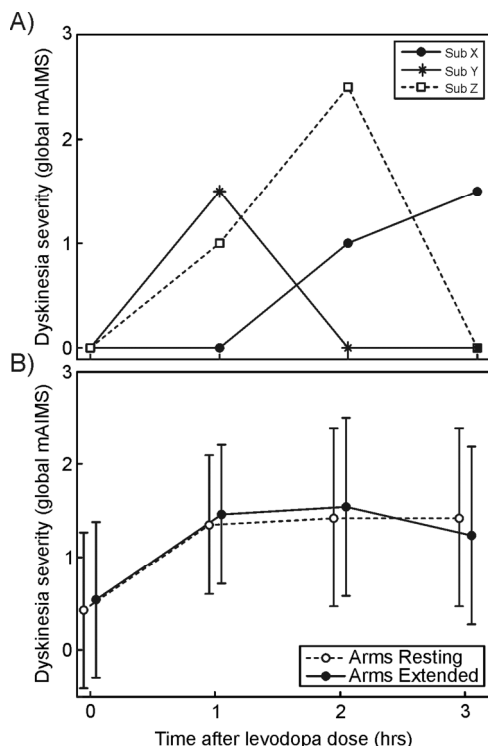 A)
3
2
1
0
Dyskinesia severity (global mAIMS)
Sub X
Sub Y
Sub Z
B)
3
2
1
0
Dyskinesia severity (global mAIMS)
Arms Resting
Arms Extended
0 1 2 3
Time after levodopa dose (hrs)